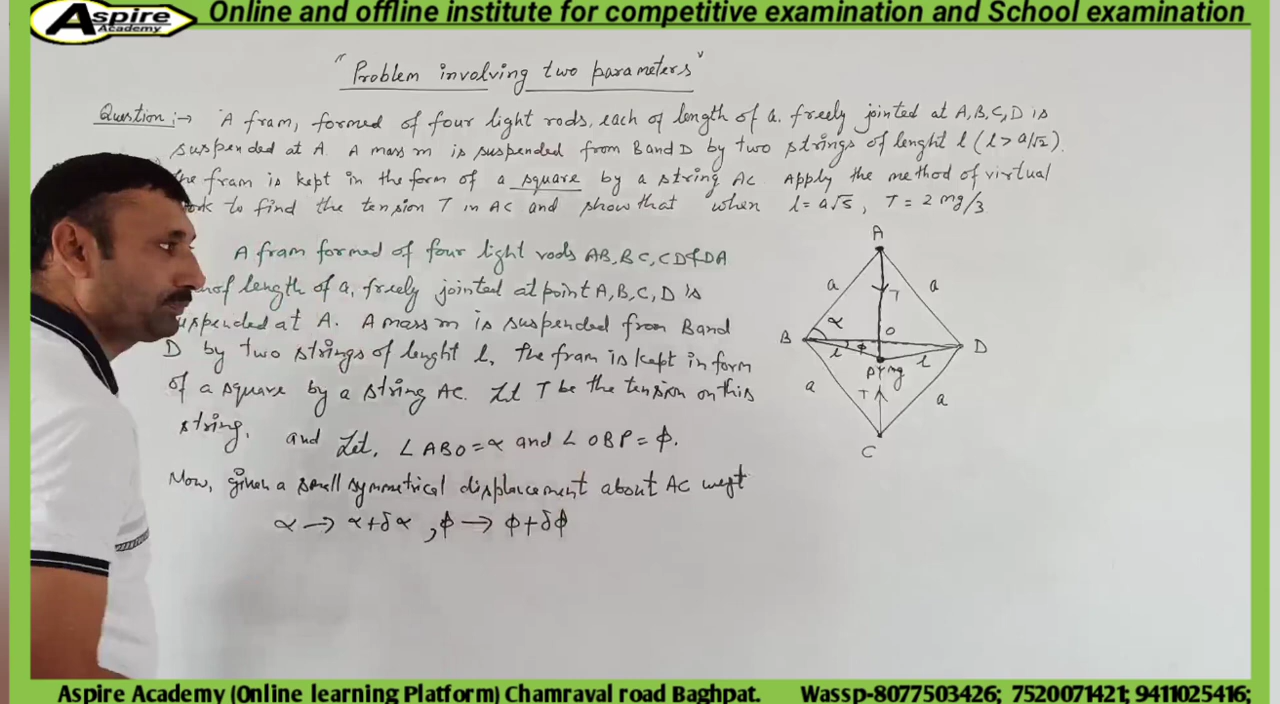 Aspire Academy
Online and offline institute for competitive examination and School examination
"Problem involving two parameters"
Question :→ A fram, formed of four light rods, each of length of a. freely jointed at A,B,C,D is
suspended at A. A mass m is suspended from B and D by two strings of lenght l (l > a/√2).
he fram is kept in the form of a square by a string AC. Apply the method of virtual
ork to find the tension T in AC and show that when l = a√5, T = 2mg/3
A fram formed of four light rods AB, BC, CD & DA
of length of a, freely jointed at point A,B,C,D is
uspended at A. A mass m is suspended from B and
D by two strings of lenght l, The fram is kept in form
of a square by a string AC. Let T be the tension on this
string. and Let, ∠ABO = α and ∠OBP = ϕ.
Now, given a small symmetrical displacement about AC
α → α+δα, ϕ → ϕ+δϕ
A
a a
T
α
B O D
l ϕ l
P mg
a T a
C
Aspire Academy (Online learning Platform) Chamraval road Baghpat. Wassp-8077503426; 7520071421; 9411025416;